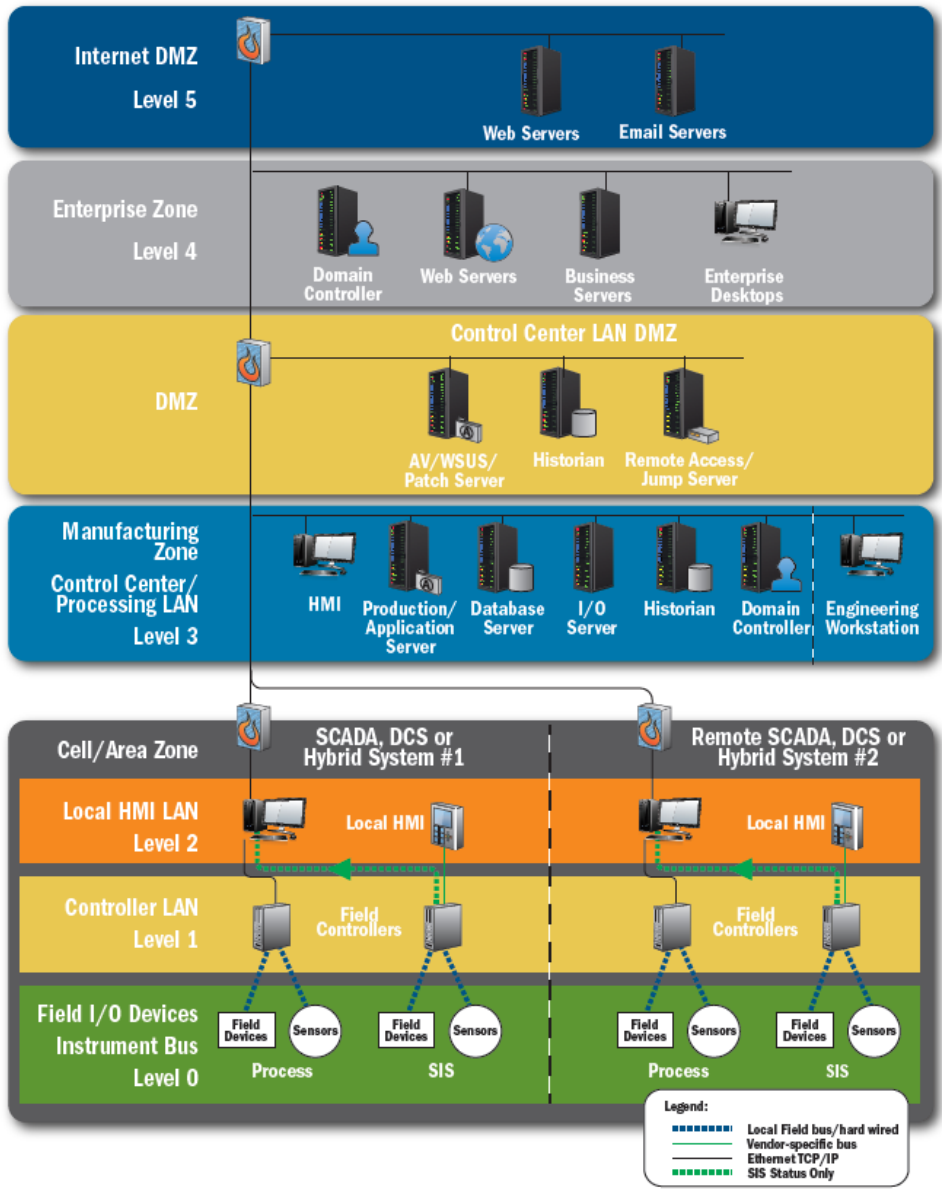 Internet DMZ
Level 5
Web Servers
Email Servers
Enterprise Zone
Level 4
Domain
Controller
Web Servers
Business
Servers
Enterprise
Desktops
Control Center LAN DMZ
DMZ
AV/WSUS/
Patch Server
Historian
Remote Access/
Jump Server
Manufacturing
Zone
Control Center/
Processing LAN
Level 3
HMI
Production/
Application
Server
Database
Server
I/O
Server
Historian
Domain
Controller
Engineering
Workstation
Cell/Area Zone
SCADA, DCS or
Hybrid System #1
Remote SCADA, DCS or
Hybrid System #2
Local HMI LAN
Level 2
Local HMI
Local HMI
Controller LAN
Level 1
Field
Controllers
Field
Controllers
Field I/O Devices
Instrument Bus
Level 0
Field
Devices
Sensors
Process
Field
Devices
Sensors
SIS
Field
Devices
Sensors
Process
Field
Devices
Sensors
SIS
Legend:
Local Field bus/hard wired
Vendor-specific bus
Ethernet TCP/IP
SIS Status Only